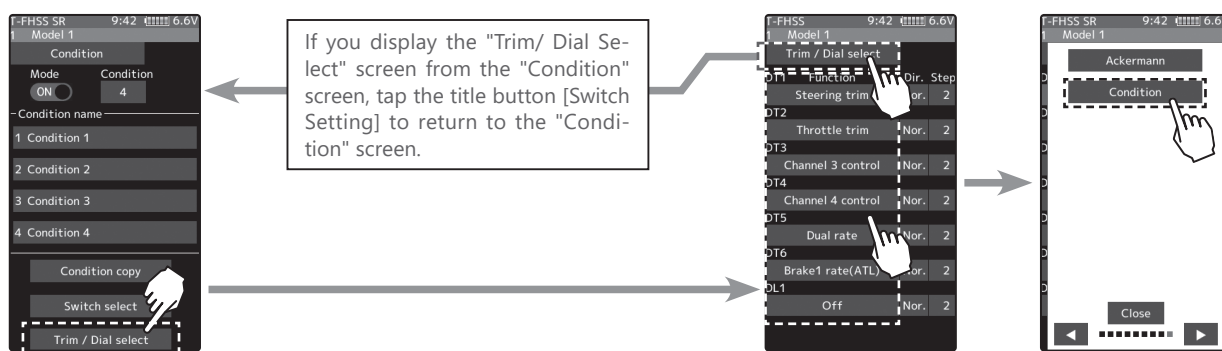 T-FHSS SR 9:42 6.6V
1 Model 1
Condition
Mode Condition
ON 4
Condition name
1 Condition 1
2 Condition 2
3 Condition 3
4 Condition 4
Condition copy
Switch select
Trim / Dial select
If you display the "Trim/ Dial Se-
lect" screen from the "Condition"
screen, tap the title button [Switch
Setting] to return to the "Condi-
tion" screen.
T-FHSS 9:42 6.6V
1 Model 1
Trim / Dial select
DT1 Function Dir. Step
Steering trim or. 2
DT2
Throttle trim Nor. 2
DT3
Channel 3 control Nor. 2
DT4
Channel 4 control Nor. 2
DT5
Dual rate Nor. 2
DT6
Brake1 rate(ATL) or. 2
DL1
Off Nor. 2
T-FHSS SR 9:42 6.6
1 Model 1
Ackermann
Condition
Close